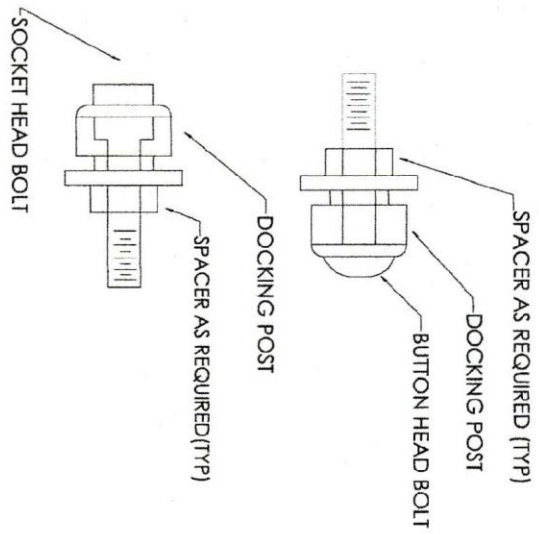 SPACER AS REQUIRED (TYP)
DOCKING POST
BUTTON HEAD BOLT
DOCKING POST
SPACER AS REQUIRED(TYP)
SOCKET HEAD BOLT